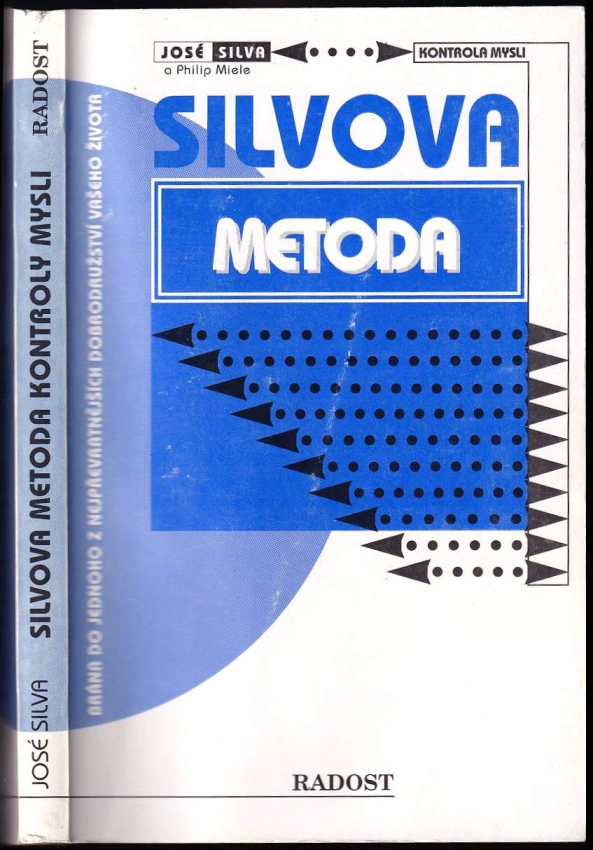 JOSÉ SILVA
KONTROLA MYSLI
a Philip Miele
SILVOVA
METODA
RADOST
JOSÉ SILVA SILVOVA METODA KONTROLY MYSLI RADOST
BRÁNA DO JEDNOHO Z NEJPŘEVRATNĚJŠÍCH DOBRODRUŽSTVÍ VAŠEHO ŽIVOTA